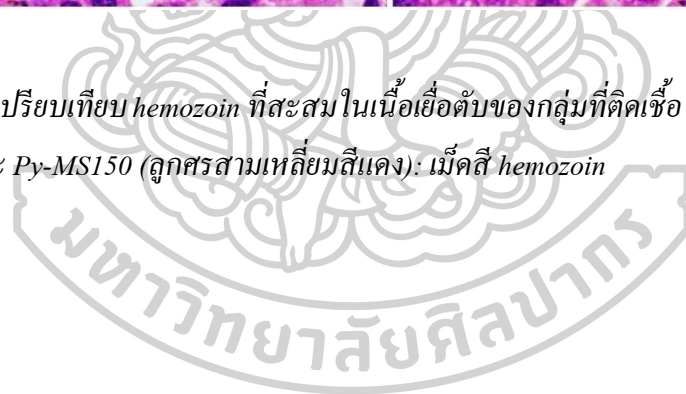 เปรียบเทียบ hemozoin ที่สะสมในเนื้อเยื่อตับของกลุ่มที่ติดเชื้อ
Py-MS150 (ลูกศรสามเหลี่ยมสีแดง): เม็ดสี hemozoin
มหาวิทยาลัยศิลปากร